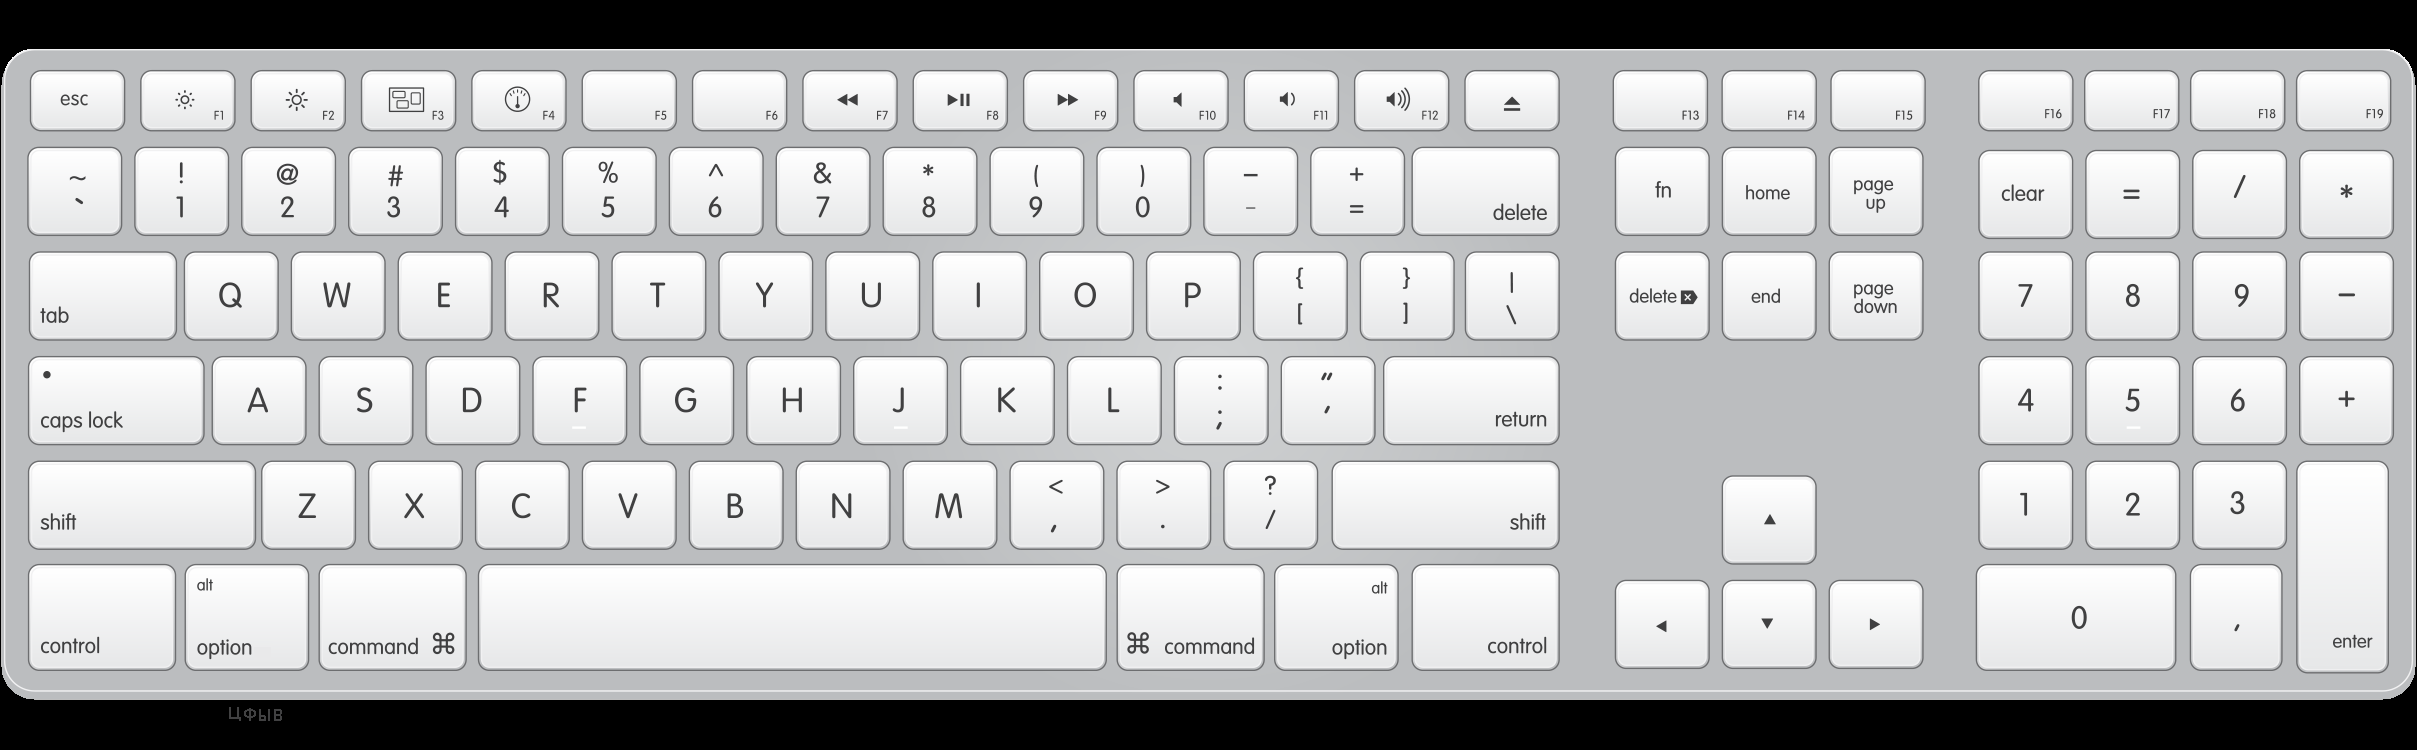 esc F1 F2 F3 F4 F5 F6 F7 F8 F9 F10 F11 F12 F13 F14 F15 F16 F17 F18 F19
~ ! @ # $ % ^ & * ( ) – +
` 1 2 3 4 5 6 7 8 9 0 - = delete fn home page up clear = / *
tab Q W E R T Y U I O P { } |
[ ] \ delete end page down 7 8 9 –
caps lock A S D F G H J K L : "
; ' return 4 5 6 +
shift Z X C V B N M < > ?
, . / shift 1 2 3
control alt option command ⌘ ⌘ command alt option control 0 , enter
ЦФЫВ